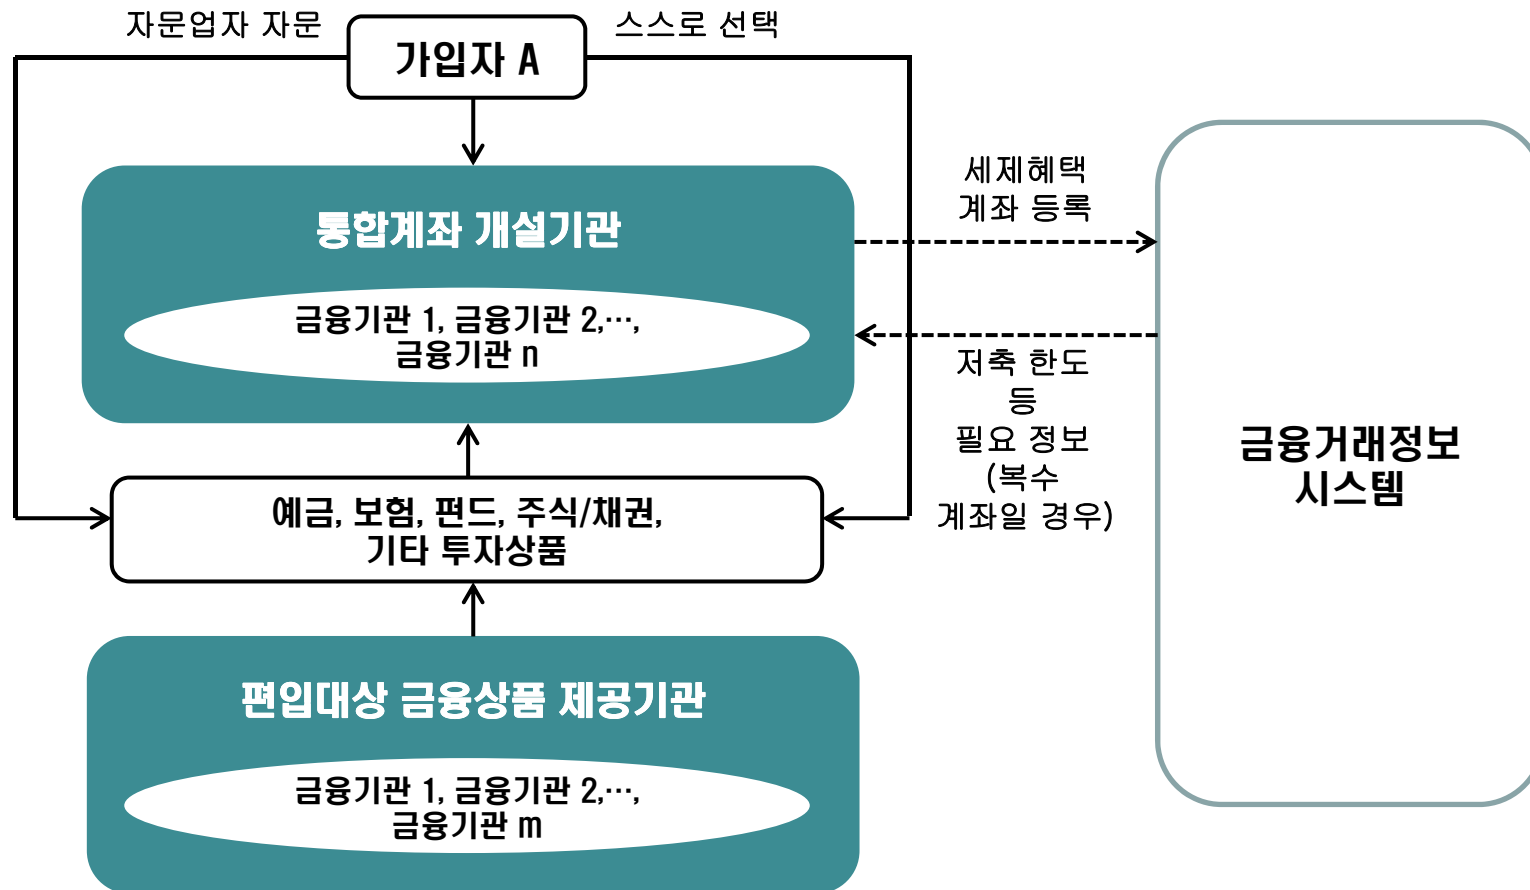 자문업자 자문
스스로 선택
가입자 A
통합계좌 개설기관
금융기관 1, 금융기관 2,…,
금융기관 n
세제혜택
계좌 등록
저축 한도
등
필요 정보
(복수
계좌일 경우)
금융거래정보
시스템
예금, 보험, 펀드, 주식/채권,
기타 투자상품
편입대상 금융상품 제공기관
금융기관 1, 금융기관 2,…,
금융기관 m